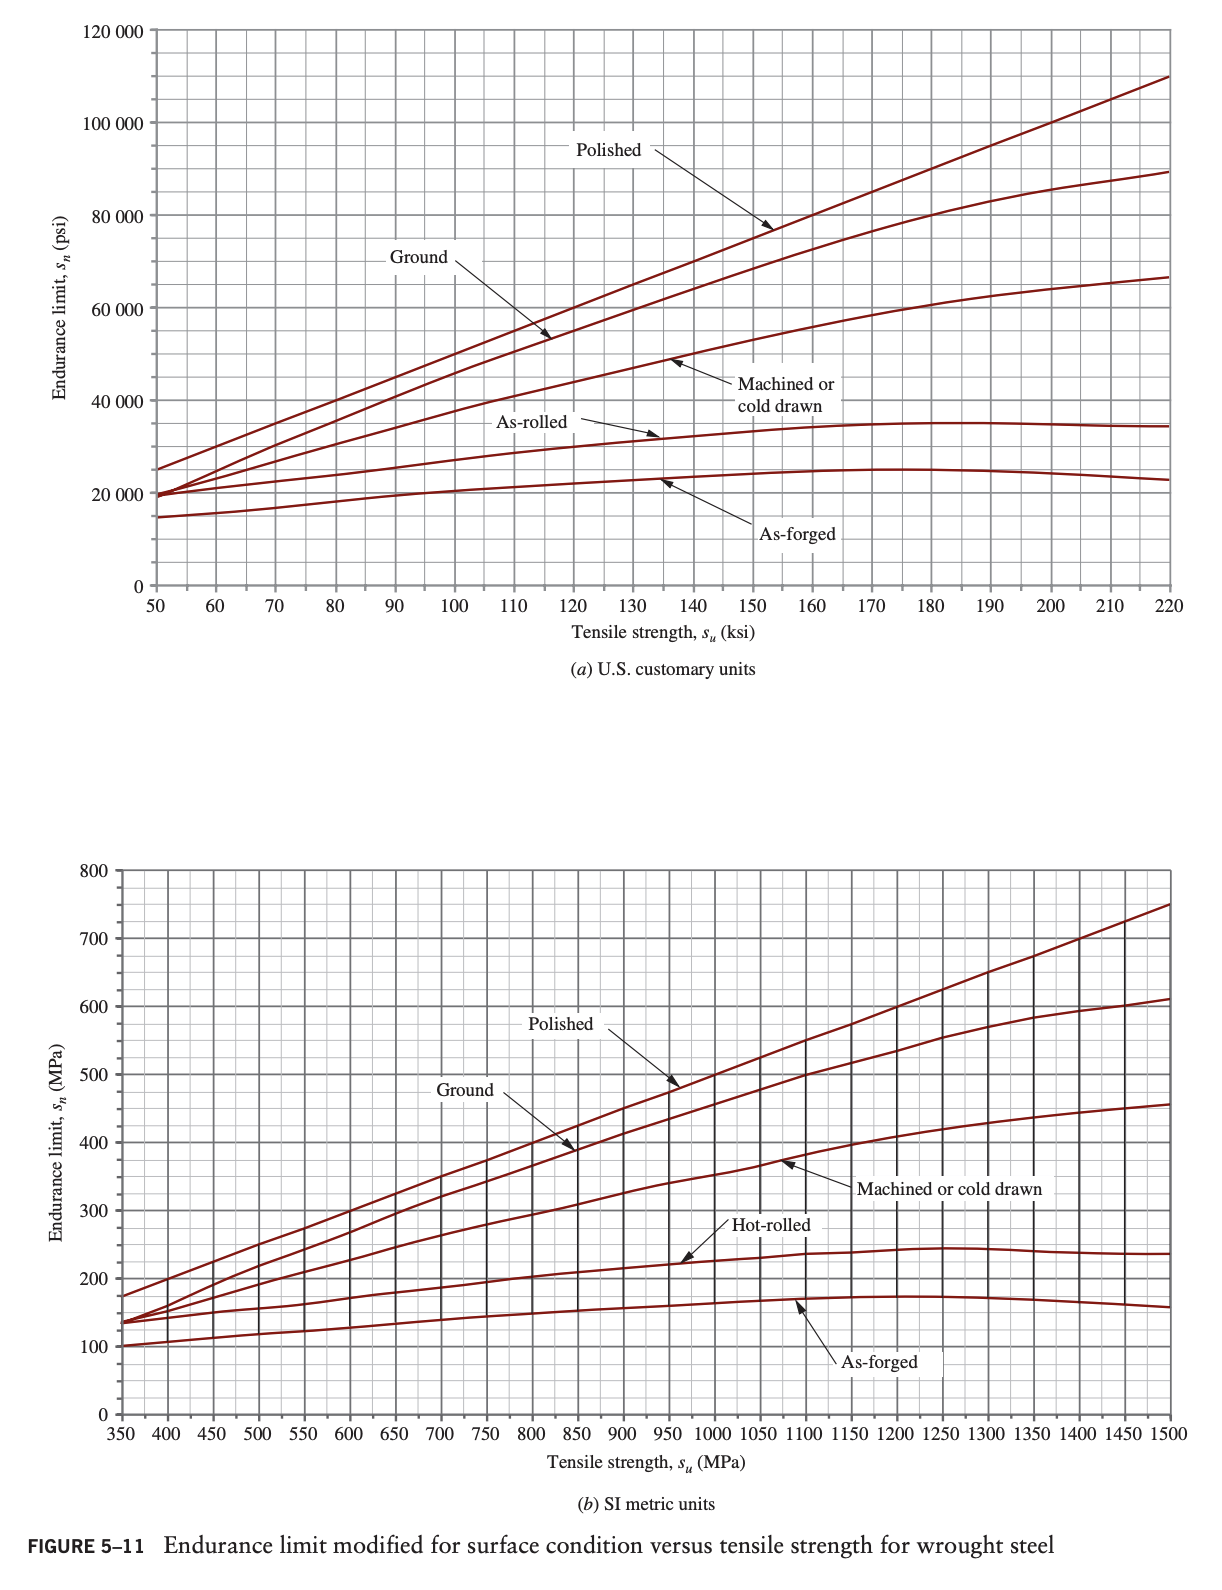 120 000
100 000
80 000
60 000
40 000
20 000
0
Endurance limit, sₙ (psi)
Polished
Ground
Machined or
cold drawn
As-rolled
As-forged
50 60 70 80 90 100 110 120 130 140 150 160 170 180 190 200 210 220
Tensile strength, sᵤ (ksi)
(a) U.S. customary units
800
700
600
500
400
300
200
100
0
Endurance limit, sₙ (MPa)
Polished
Ground
Machined or cold drawn
Hot-rolled
As-forged
350 400 450 500 550 600 650 700 750 800 850 900 950 1000 1050 1100 1150 1200 1250 1300 1350 1400 1450 1500
Tensile strength, sᵤ (MPa)
(b) SI metric units
FIGURE 5–11 Endurance limit modified for surface condition versus tensile strength for wrought steel